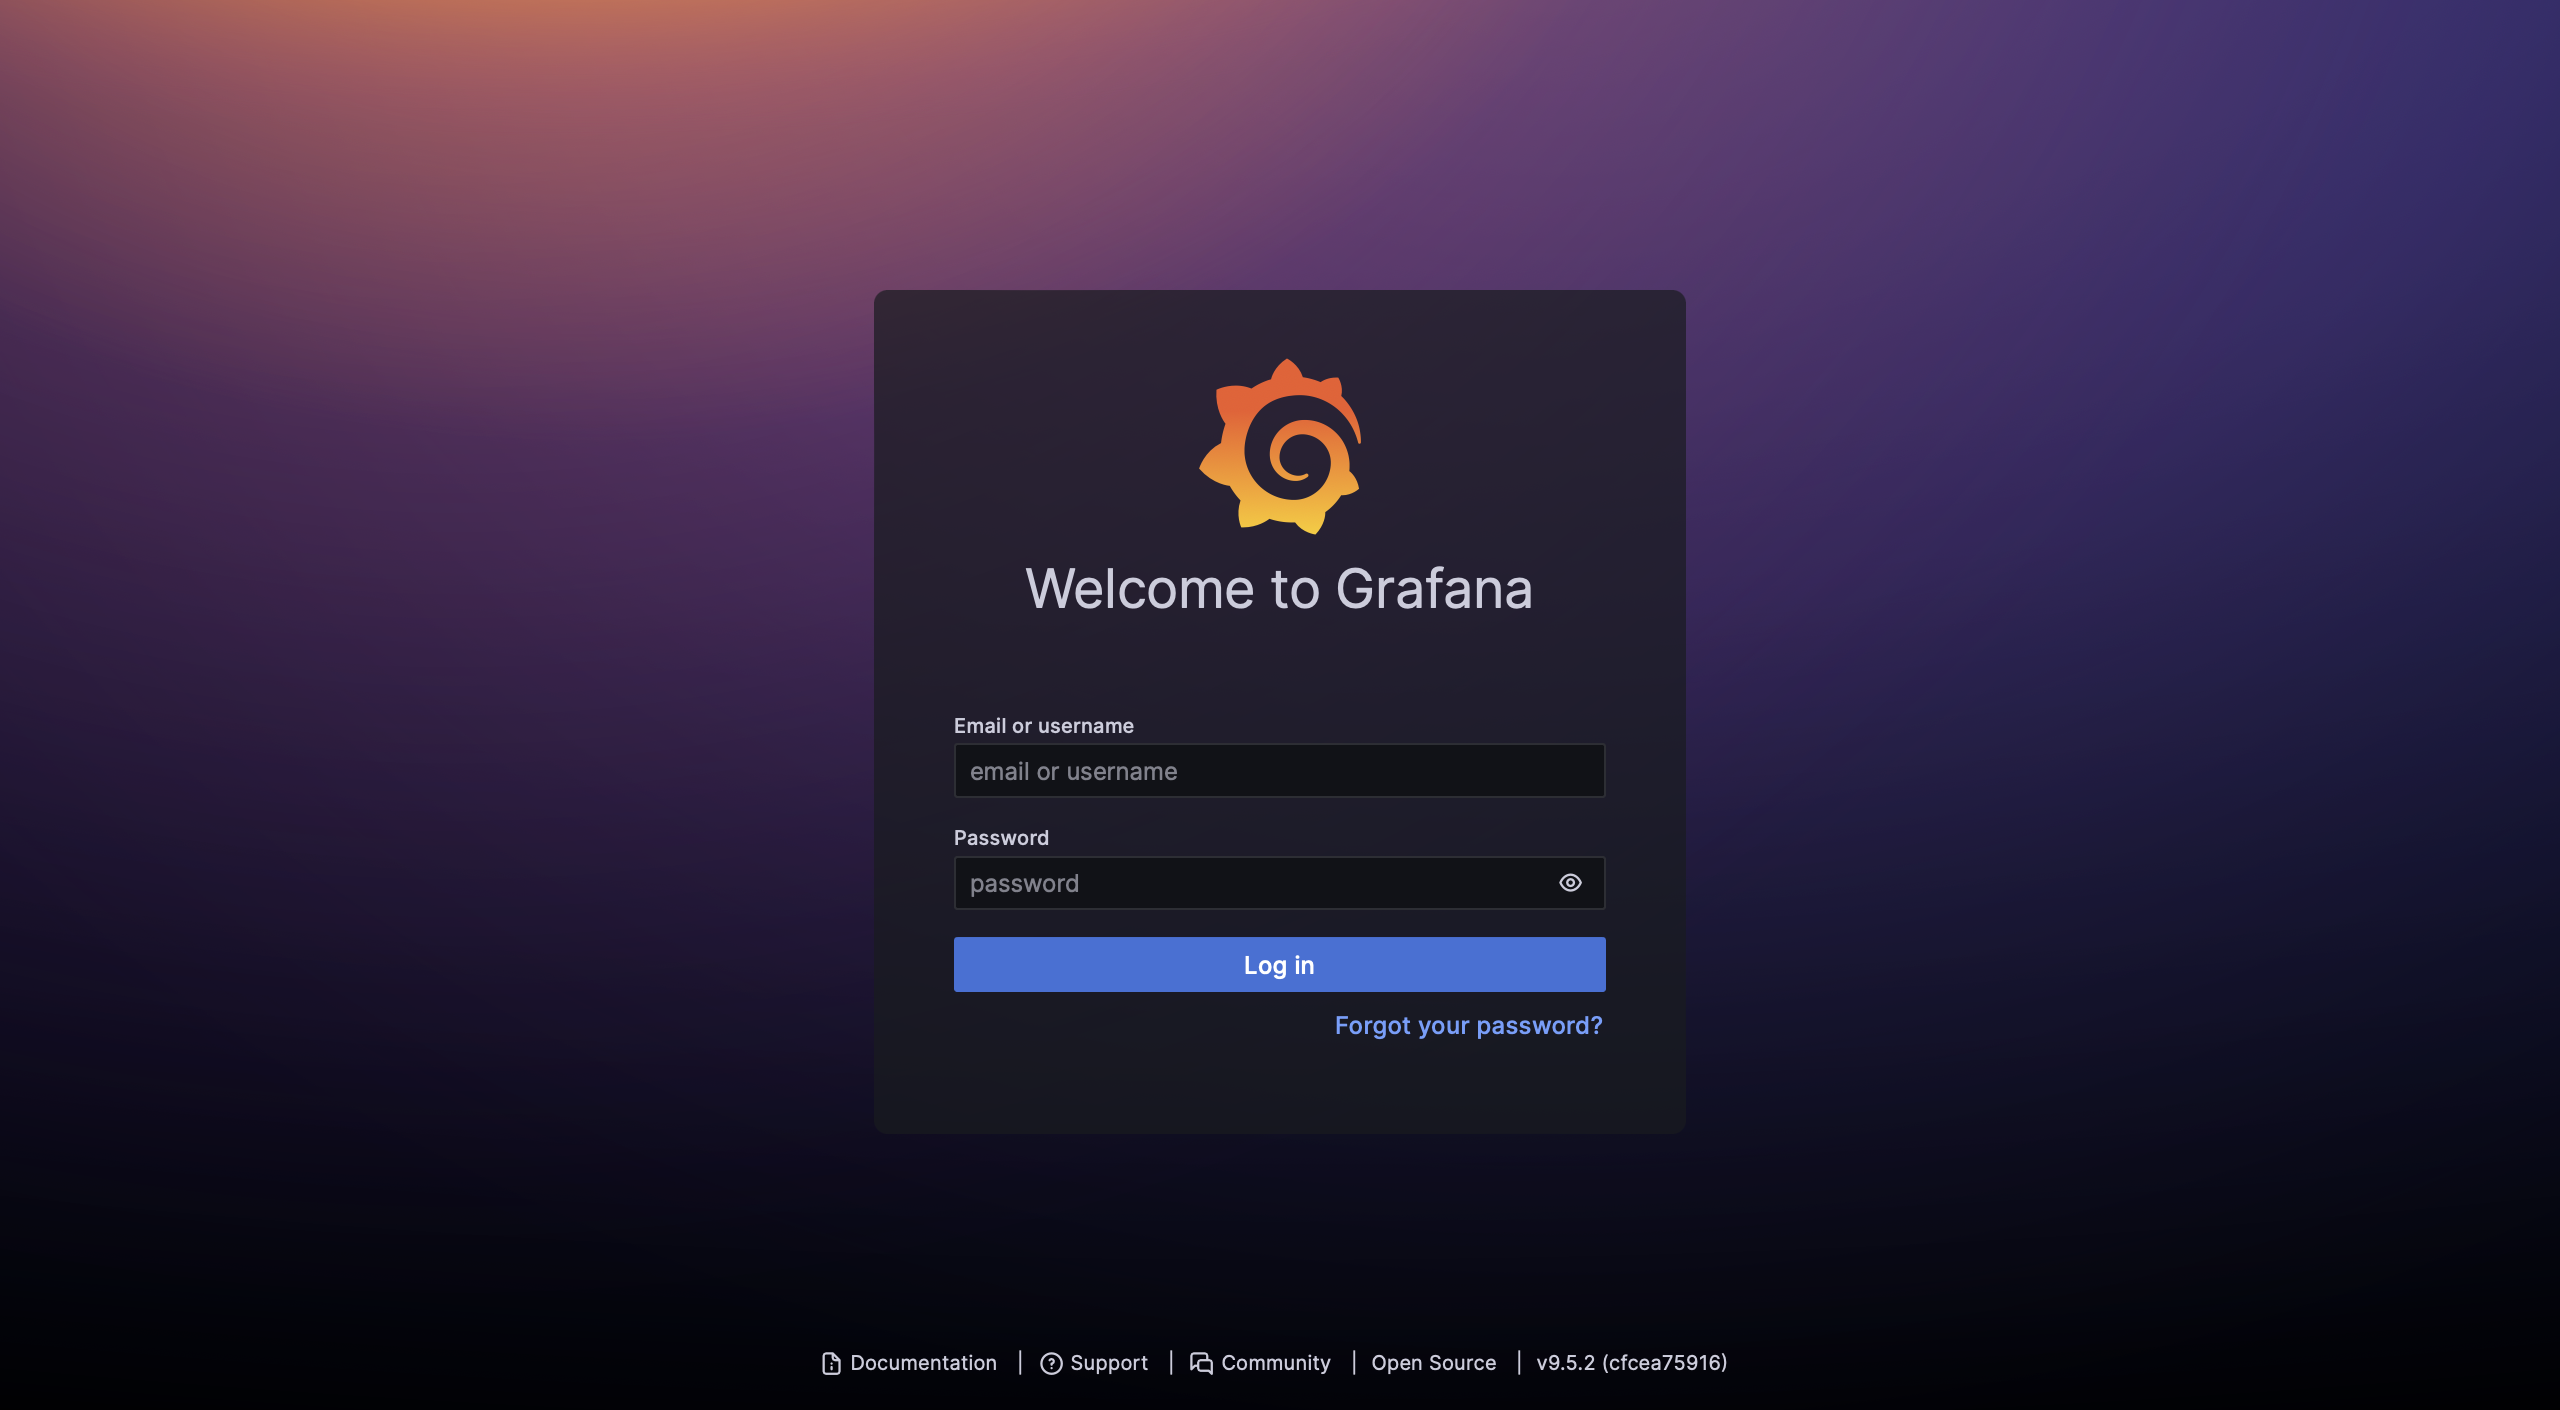 Welcome to Grafana
Email or username
email or username
Password
password
Log in
Forgot your password?
Documentation | Support | Community | Open Source | v9.5.2 (cfcea75916)